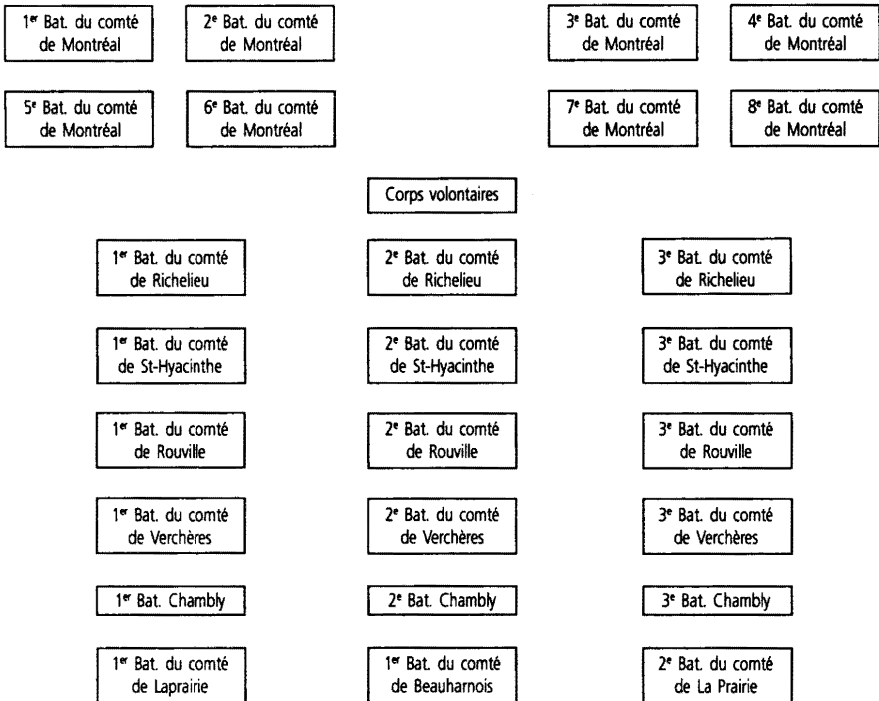 1er Bat. du comté
de Montréal
2e Bat. du comté
de Montréal
3e Bat. du comté
de Montréal
4e Bat. du comté
de Montréal
5e Bat. du comté
de Montréal
6e Bat. du comté
de Montréal
7e Bat. du comté
de Montréal
8e Bat. du comté
de Montréal
Corps volontaires
1er Bat. du comté
de Richelieu
2e Bat. du comté
de Richelieu
3e Bat. du comté
de Richelieu
1er Bat. du comté
de St-Hyacinthe
2e Bat. du comté
de St-Hyacinthe
3e Bat. du comté
de St-Hyacinthe
1er Bat. du comté
de Rouville
2e Bat. du comté
de Rouville
3e Bat. du comté
de Rouville
1er Bat. du comté
de Verchères
2e Bat. du comté
de Verchères
3e Bat. du comté
de Verchères
1er Bat. Chambly
2e Bat. Chambly
3e Bat. Chambly
1er Bat. du comté
de Laprairie
1er Bat. du comté
de Beauharnois
2e Bat. du comté
de La Prairie